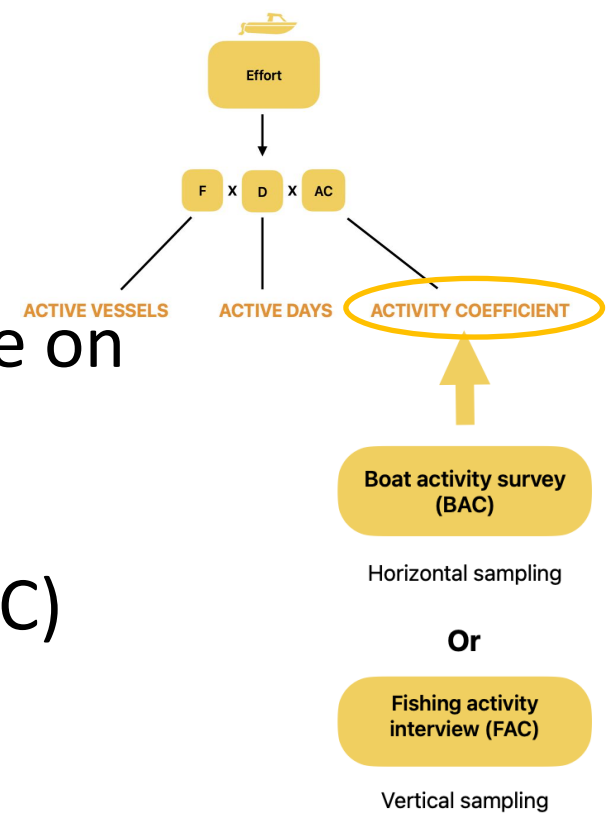 Effort
F x D x AC
ACTIVE VESSELS ACTIVE DAYS ACTIVITY COEFFICIENT
e on
Boat activity survey
(BAC)
Horizontal sampling
C)
Or
Fishing activity
interview (FAC)
Vertical sampling